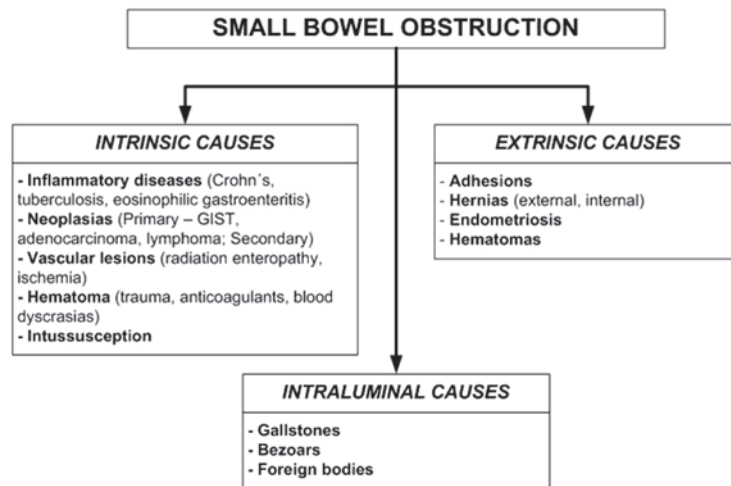 SMALL BOWEL OBSTRUCTION
INTRINSIC CAUSES
- Inflammatory diseases (Crohn´s,
tuberculosis, eosinophilic gastroenteritis)
- Neoplasias (Primary – GIST,
adenocarcinoma, lymphoma; Secondary)
- Vascular lesions (radiation enteropathy,
ischemia)
- Hematoma (trauma, anticoagulants, blood
dyscrasias)
- Intussusception
EXTRINSIC CAUSES
- Adhesions
- Hernias (external, internal)
- Endometriosis
- Hematomas
INTRALUMINAL CAUSES
- Gallstones
- Bezoars
- Foreign bodies